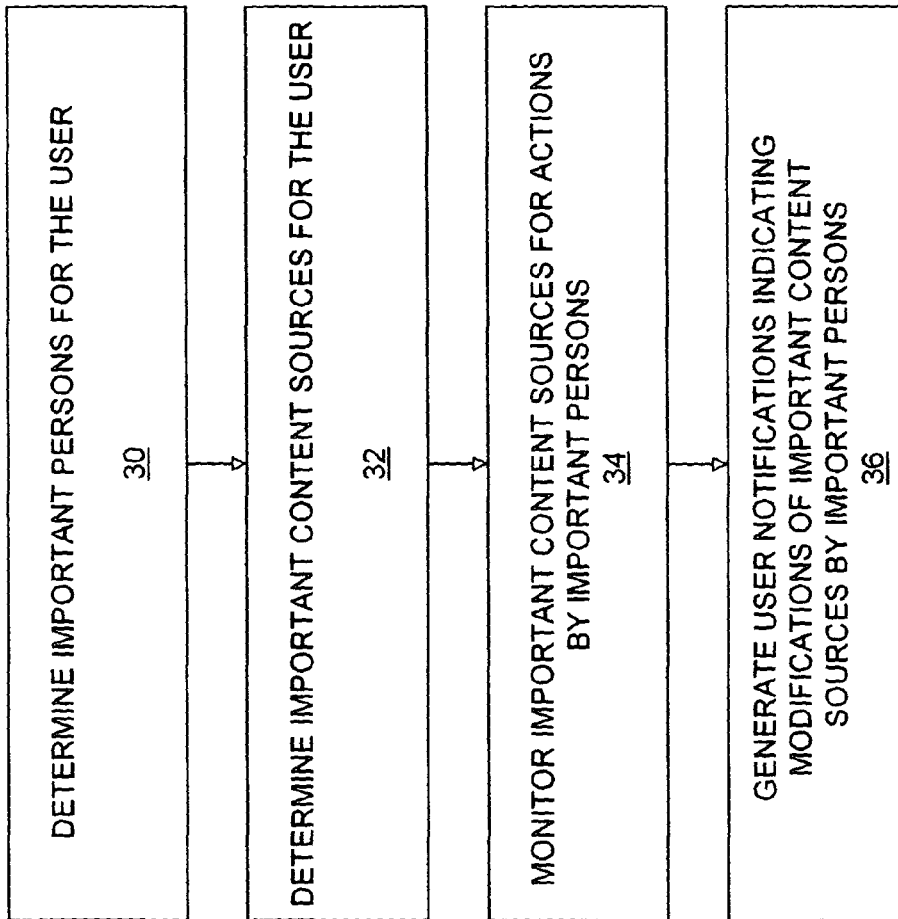 DETERMINE IMPORTANT PERSONS FOR THE USER
30
DETERMINE IMPORTANT CONTENT SOURCES FOR THE USER
32
MONITOR IMPORTANT CONTENT SOURCES FOR ACTIONS
BY IMPORTANT PERSONS
34
GENERATE USER NOTIFICATIONS INDICATING
MODIFICATIONS OF IMPORTANT CONTENT
SOURCES BY IMPORTANT PERSONS
36